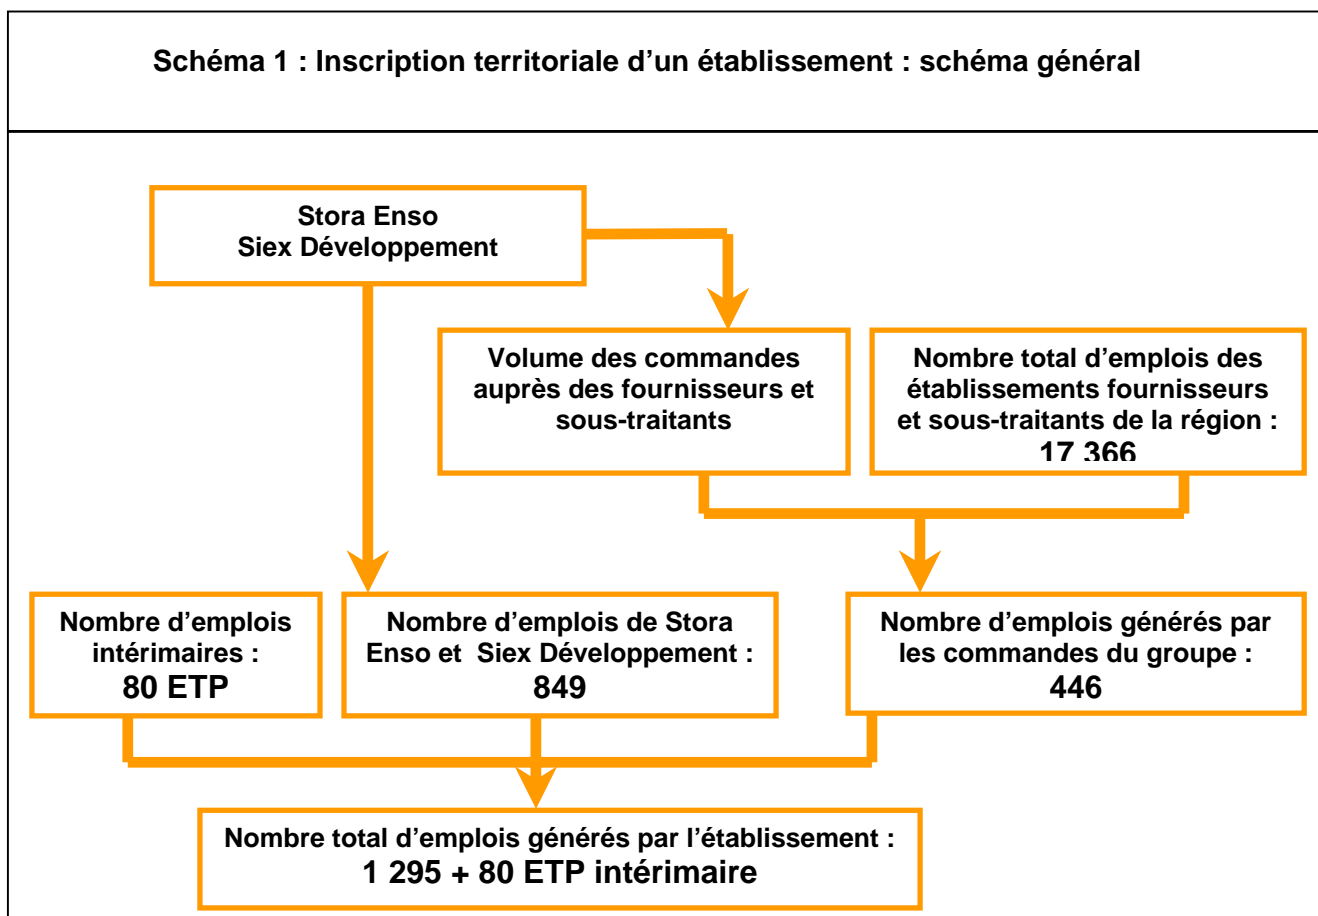 Schéma 1 : Inscription territoriale d'un établissement : schéma général
Stora Enso
Siex Développement
Volume des commandes
auprès des fournisseurs et
sous-traitants
Nombre total d'emplois des
établissements fournisseurs
et sous-traitants de la région :
17 366
Nombre d'emplois
intérimaires :
80 ETP
Nombre d'emplois de Stora
Enso et Siex Développement :
849
Nombre d'emplois générés par
les commandes du groupe :
446
Nombre total d'emplois générés par l'établissement :
1 295 + 80 ETP intérimaire